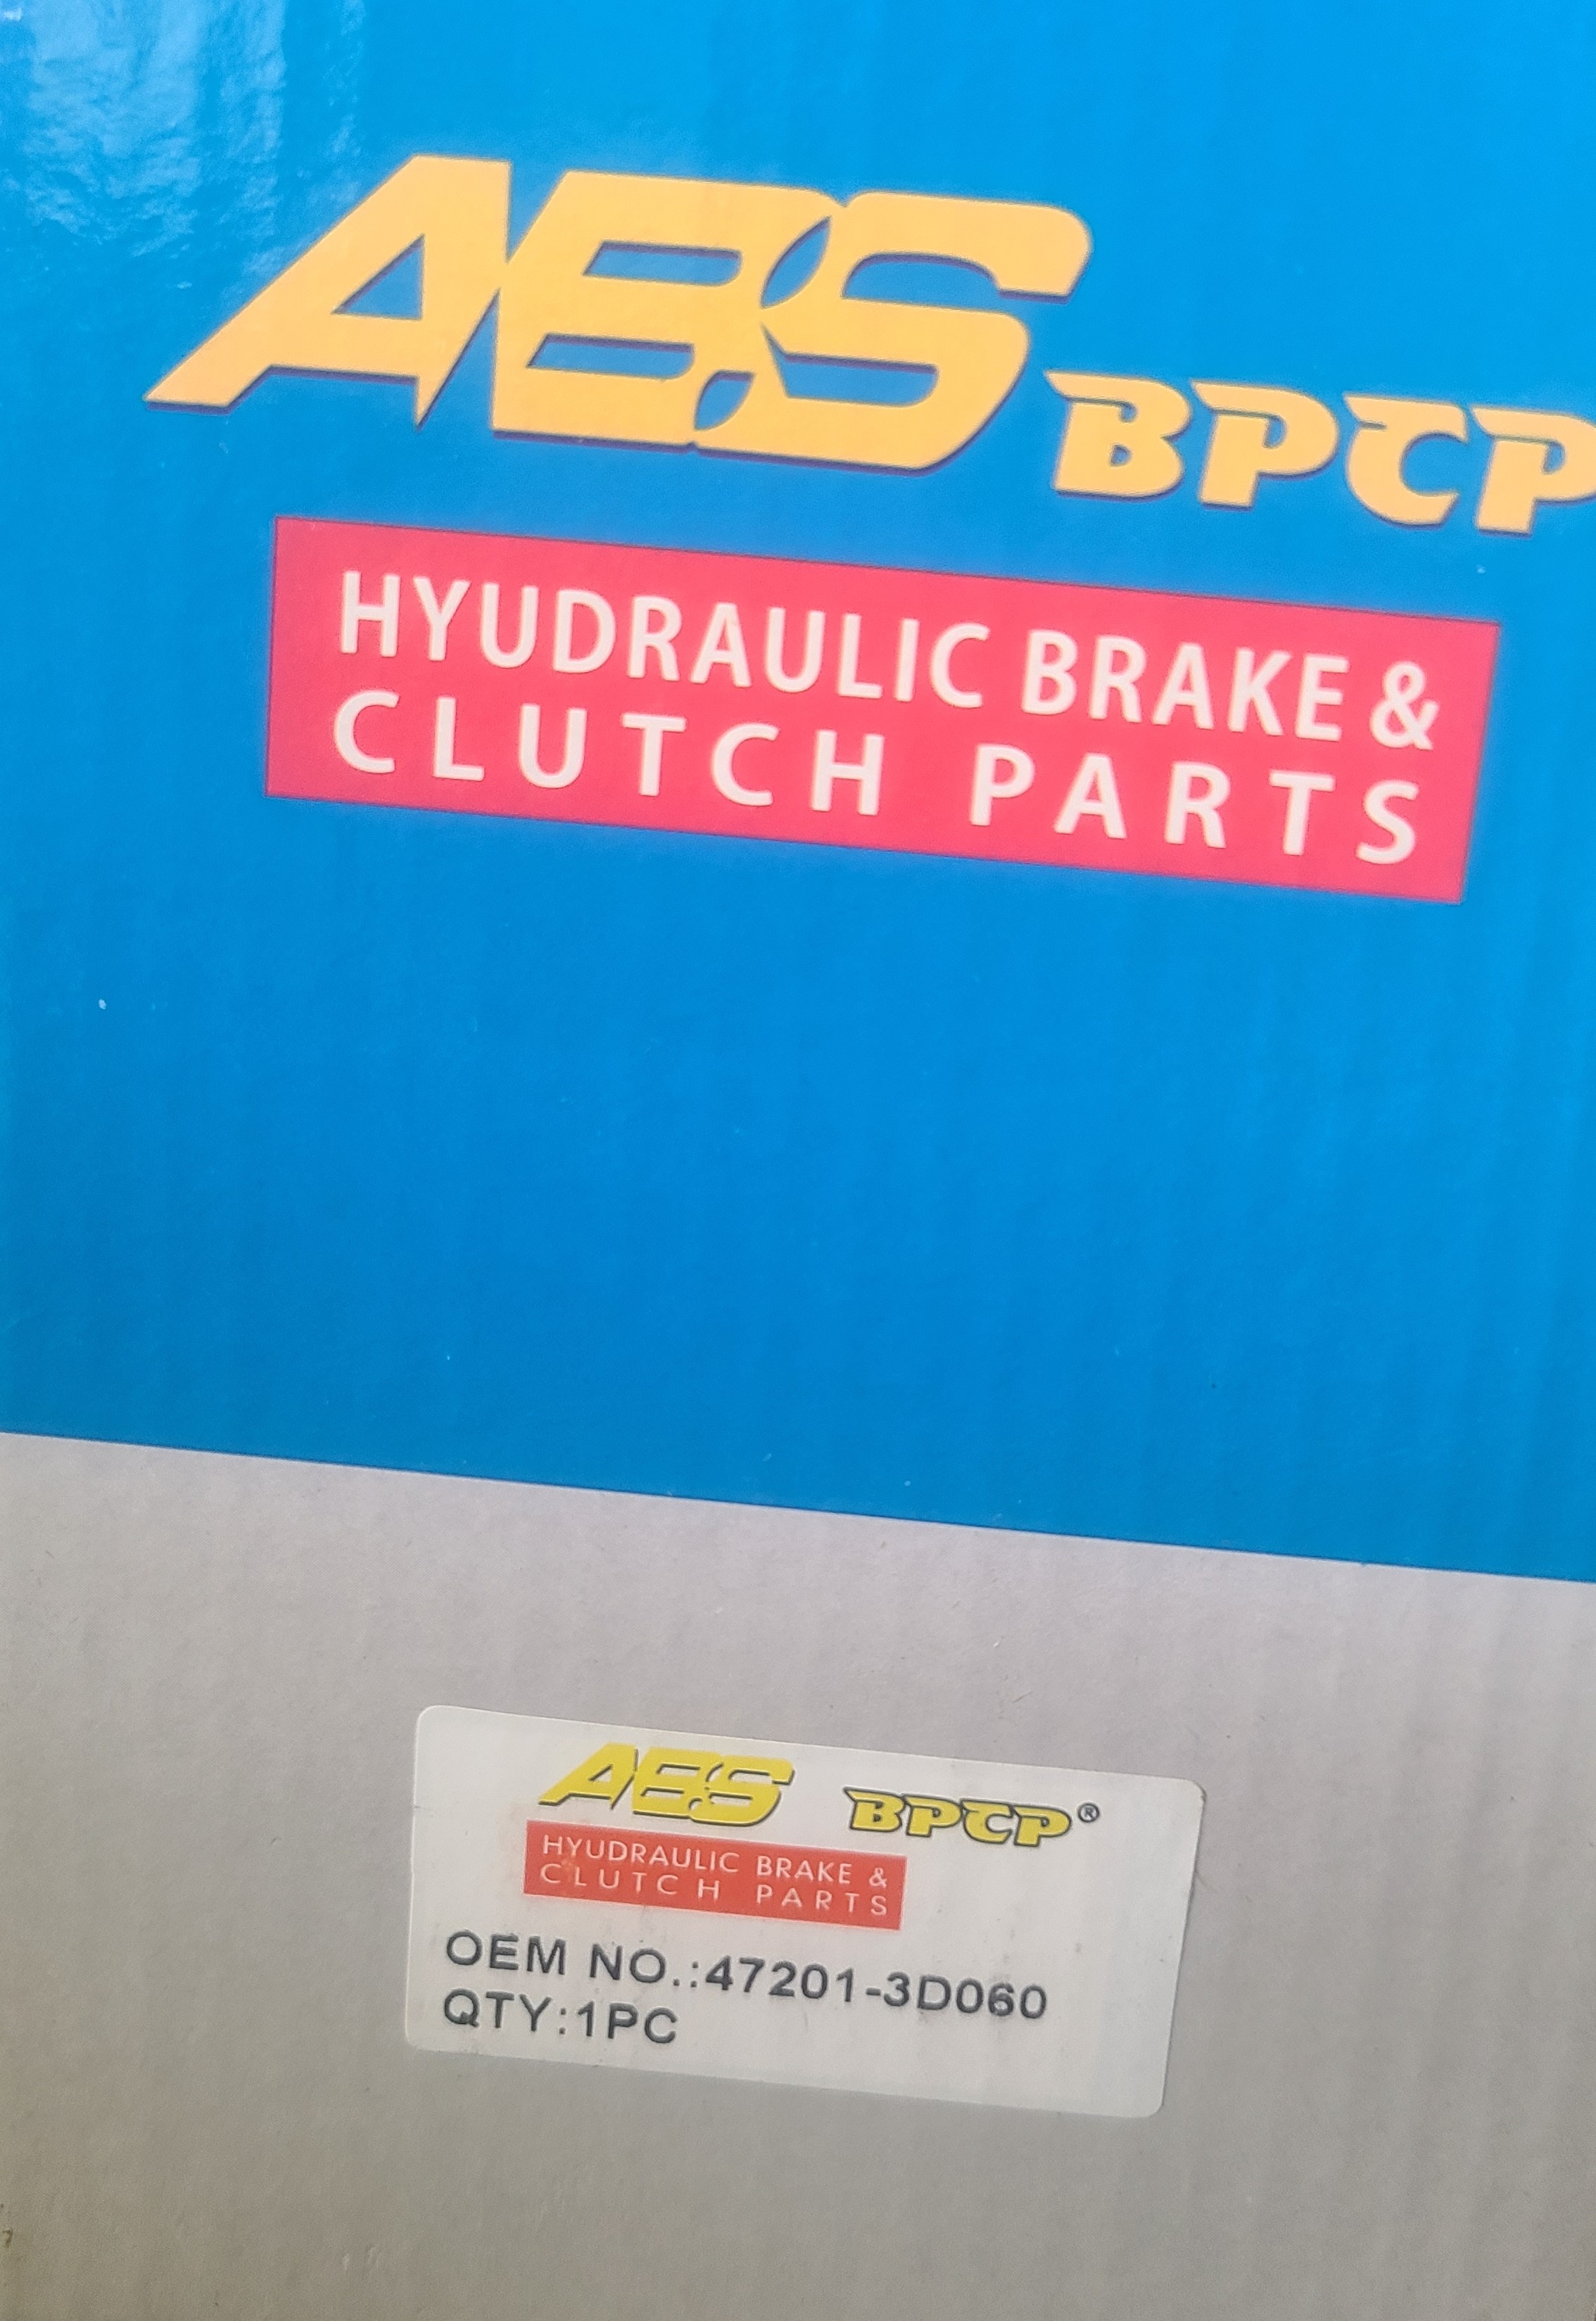 ABS BPCP
HYUDRAULIC BRAKE &
CLUTCH PARTS
ABS BPCP®
HYUDRAULIC BRAKE &
CLUTCH PARTS
OEM NO.:47201-3D060
QTY:1PC